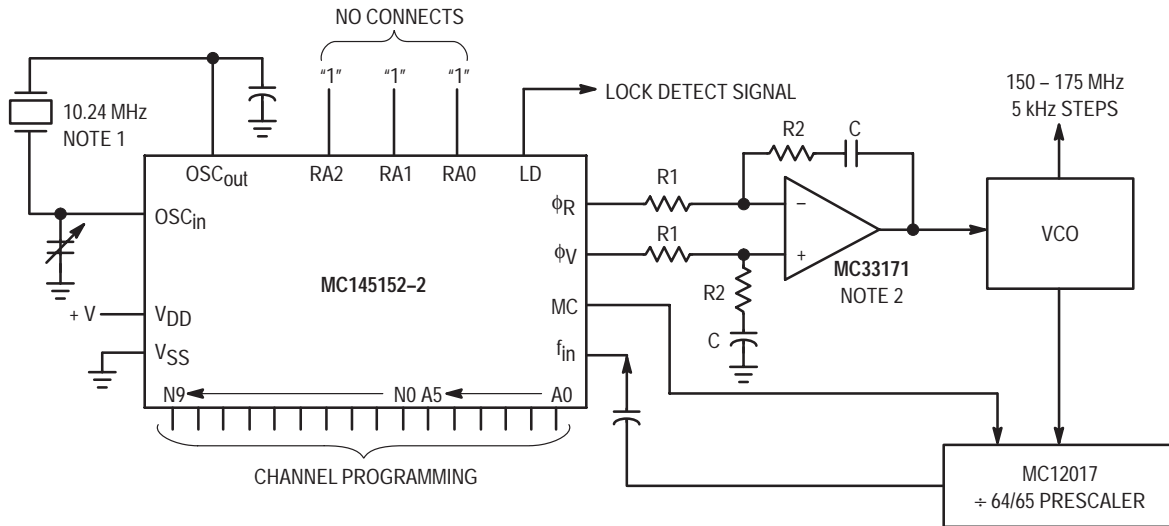 NO CONNECTS
“1” “1” “1”
10.24 MHz
NOTE 1
LOCK DETECT SIGNAL
150 – 175 MHz
5 kHz STEPS
R2 C
OSCout RA2 RA1 RA0 LD
R1
ϕR
OSCin
–
VCO
R1
ϕV
+
MC33171
NOTE 2
MC145152–2
R2
MC
+ V
VDD
C
fin
VSS
N9 N0 A5 A0
CHANNEL PROGRAMMING
MC12017
÷ 64/65 PRESCALER